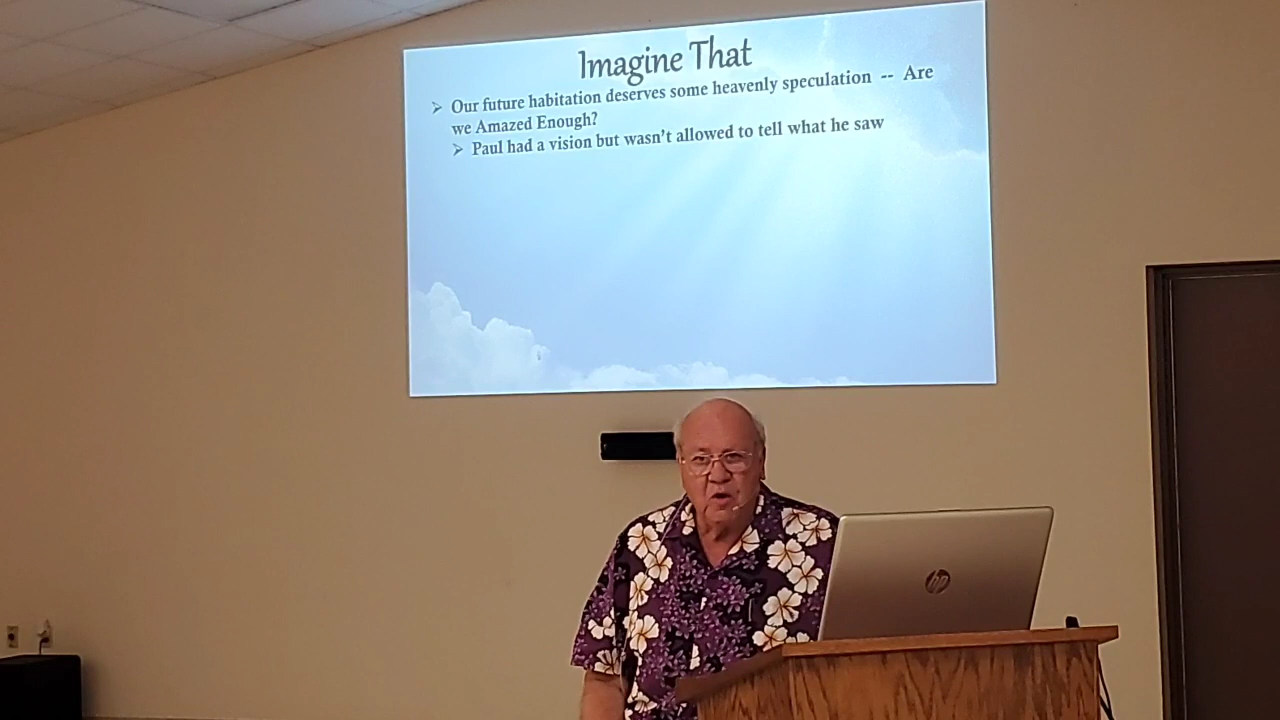 Imagine That
➢ Our future habitation deserves some heavenly speculation -- Are
we Amazed Enough?
➢ Paul had a vision but wasn't allowed to tell what he saw
hp